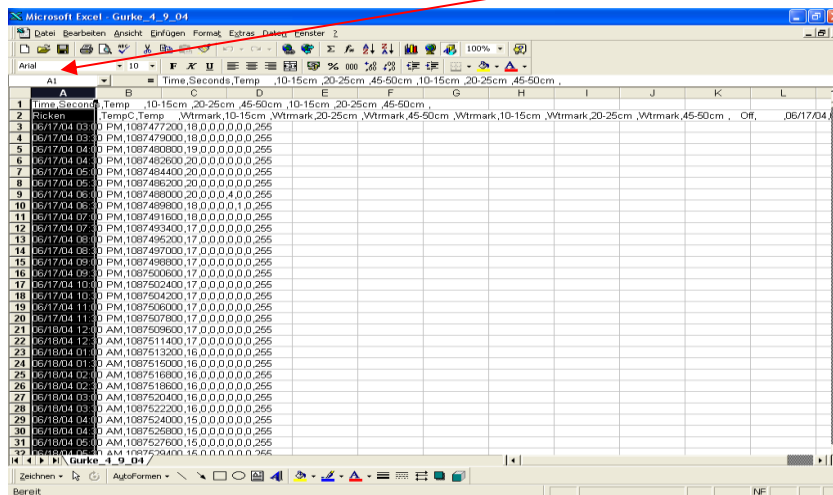 Microsoft Excel - Gurke_4_9_04
Datei Bearbeiten Ansicht Einfügen Format Extras Daten Fenster ?
100%
Arial 10 F K U % 000
A1 = Time,Seconds,Temp ,10-15cm ,20-25cm ,45-50cm ,10-15cm ,20-25cm ,45-50cm ,
A B C D E F G H I J K L
1 Time,Seconds,Temp ,10-15cm ,20-25cm ,45-50cm ,10-15cm ,20-25cm ,45-50cm ,
2 Ricken ,TempC,Temp ,Wtrmark,10-15cm ,Wtrmark,20-25cm ,Wtrmark,45-50cm ,Wtrmark,10-15cm ,Wtrmark,20-25cm ,Wtrmark,45-50cm , Off, ,06/17/04
3 06/17/04 03:00 PM,1087477200,18,0,0,0,0,0,0,255
4 06/17/04 03:30 PM,1087479000,18,0,0,0,0,0,0,255
5 06/17/04 04:00 PM,1087480800,19,0,0,0,0,0,0,255
6 06/17/04 04:30 PM,1087482600,20,0,0,0,0,0,0,255
7 06/17/04 05:00 PM,1087484400,20,0,0,0,0,0,0,255
8 06/17/04 05:30 PM,1087486200,20,0,0,0,0,0,0,255
9 06/17/04 06:00 PM,1087488000,20,0,0,0,4,0,0,255
10 06/17/04 06:30 PM,1087489800,18,0,0,0,0,1,0,255
11 06/17/04 07:00 PM,1087491600,18,0,0,0,0,0,0,255
12 06/17/04 07:30 PM,1087493400,17,0,0,0,0,0,0,255
13 06/17/04 08:00 PM,1087495200,17,0,0,0,0,0,0,255
14 06/17/04 08:30 PM,1087497000,17,0,0,0,0,0,0,255
15 06/17/04 09:00 PM,1087498800,17,0,0,0,0,0,0,255
16 06/17/04 09:30 PM,1087500600,17,0,0,0,0,0,0,255
17 06/17/04 10:00 PM,1087502400,17,0,0,0,0,0,0,255
18 06/17/04 10:30 PM,1087504200,17,0,0,0,0,0,0,255
19 06/17/04 11:00 PM,1087506000,17,0,0,0,0,0,0,255
20 06/17/04 11:30 PM,1087507800,17,0,0,0,0,0,0,255
21 06/18/04 12:00 AM,1087509600,17,0,0,0,0,0,0,255
22 06/18/04 12:30 AM,1087511400,17,0,0,0,0,0,0,255
23 06/18/04 01:00 AM,1087513200,16,0,0,0,0,0,0,255
24 06/18/04 01:30 AM,1087515000,16,0,0,0,0,0,0,255
25 06/18/04 02:00 AM,1087516800,16,0,0,0,0,0,0,255
26 06/18/04 02:30 AM,1087518600,16,0,0,0,0,0,0,255
27 06/18/04 03:00 AM,1087520400,16,0,0,0,0,0,0,255
28 06/18/04 03:30 AM,1087522200,16,0,0,0,0,0,0,255
29 06/18/04 04:00 AM,1087524000,15,0,0,0,0,0,0,255
30 06/18/04 04:30 AM,1087525800,15,0,0,0,0,0,0,255
31 06/18/04 05:00 AM,1087527600,15,0,0,0,0,0,0,255
32 06/18/04 05:30 AM,1087529400,15,0,0,0,0,0,0,255
Gurke_4_9_04
Zeichnen AutoFormen
Bereit NF